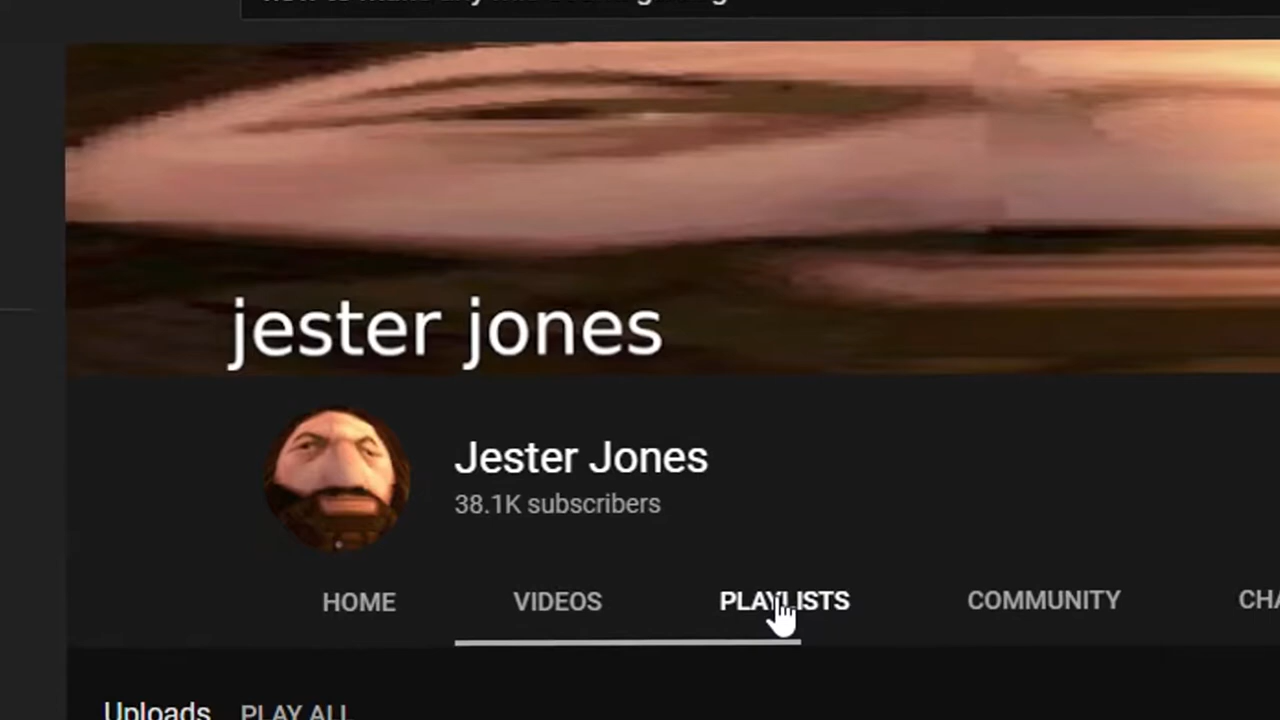 jester jones
Jester Jones
38.1K subscribers
HOME VIDEOS PLAYLISTS COMMUNITY
Uploads PLAY ALL